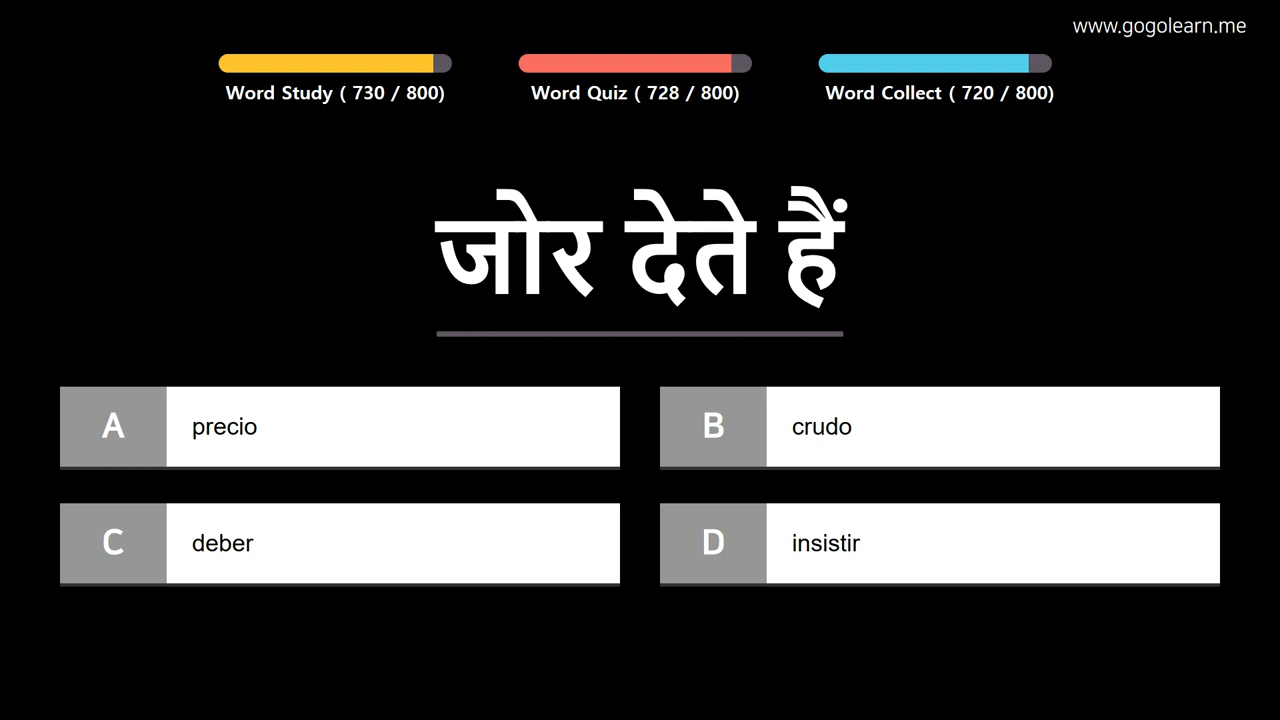 www.gogolearn.me
Word Study ( 730 / 800)
Word Quiz ( 728 / 800)
Word Collect ( 720 / 800)
जोर देते हैं
A precio
B crudo
C deber
D insistir